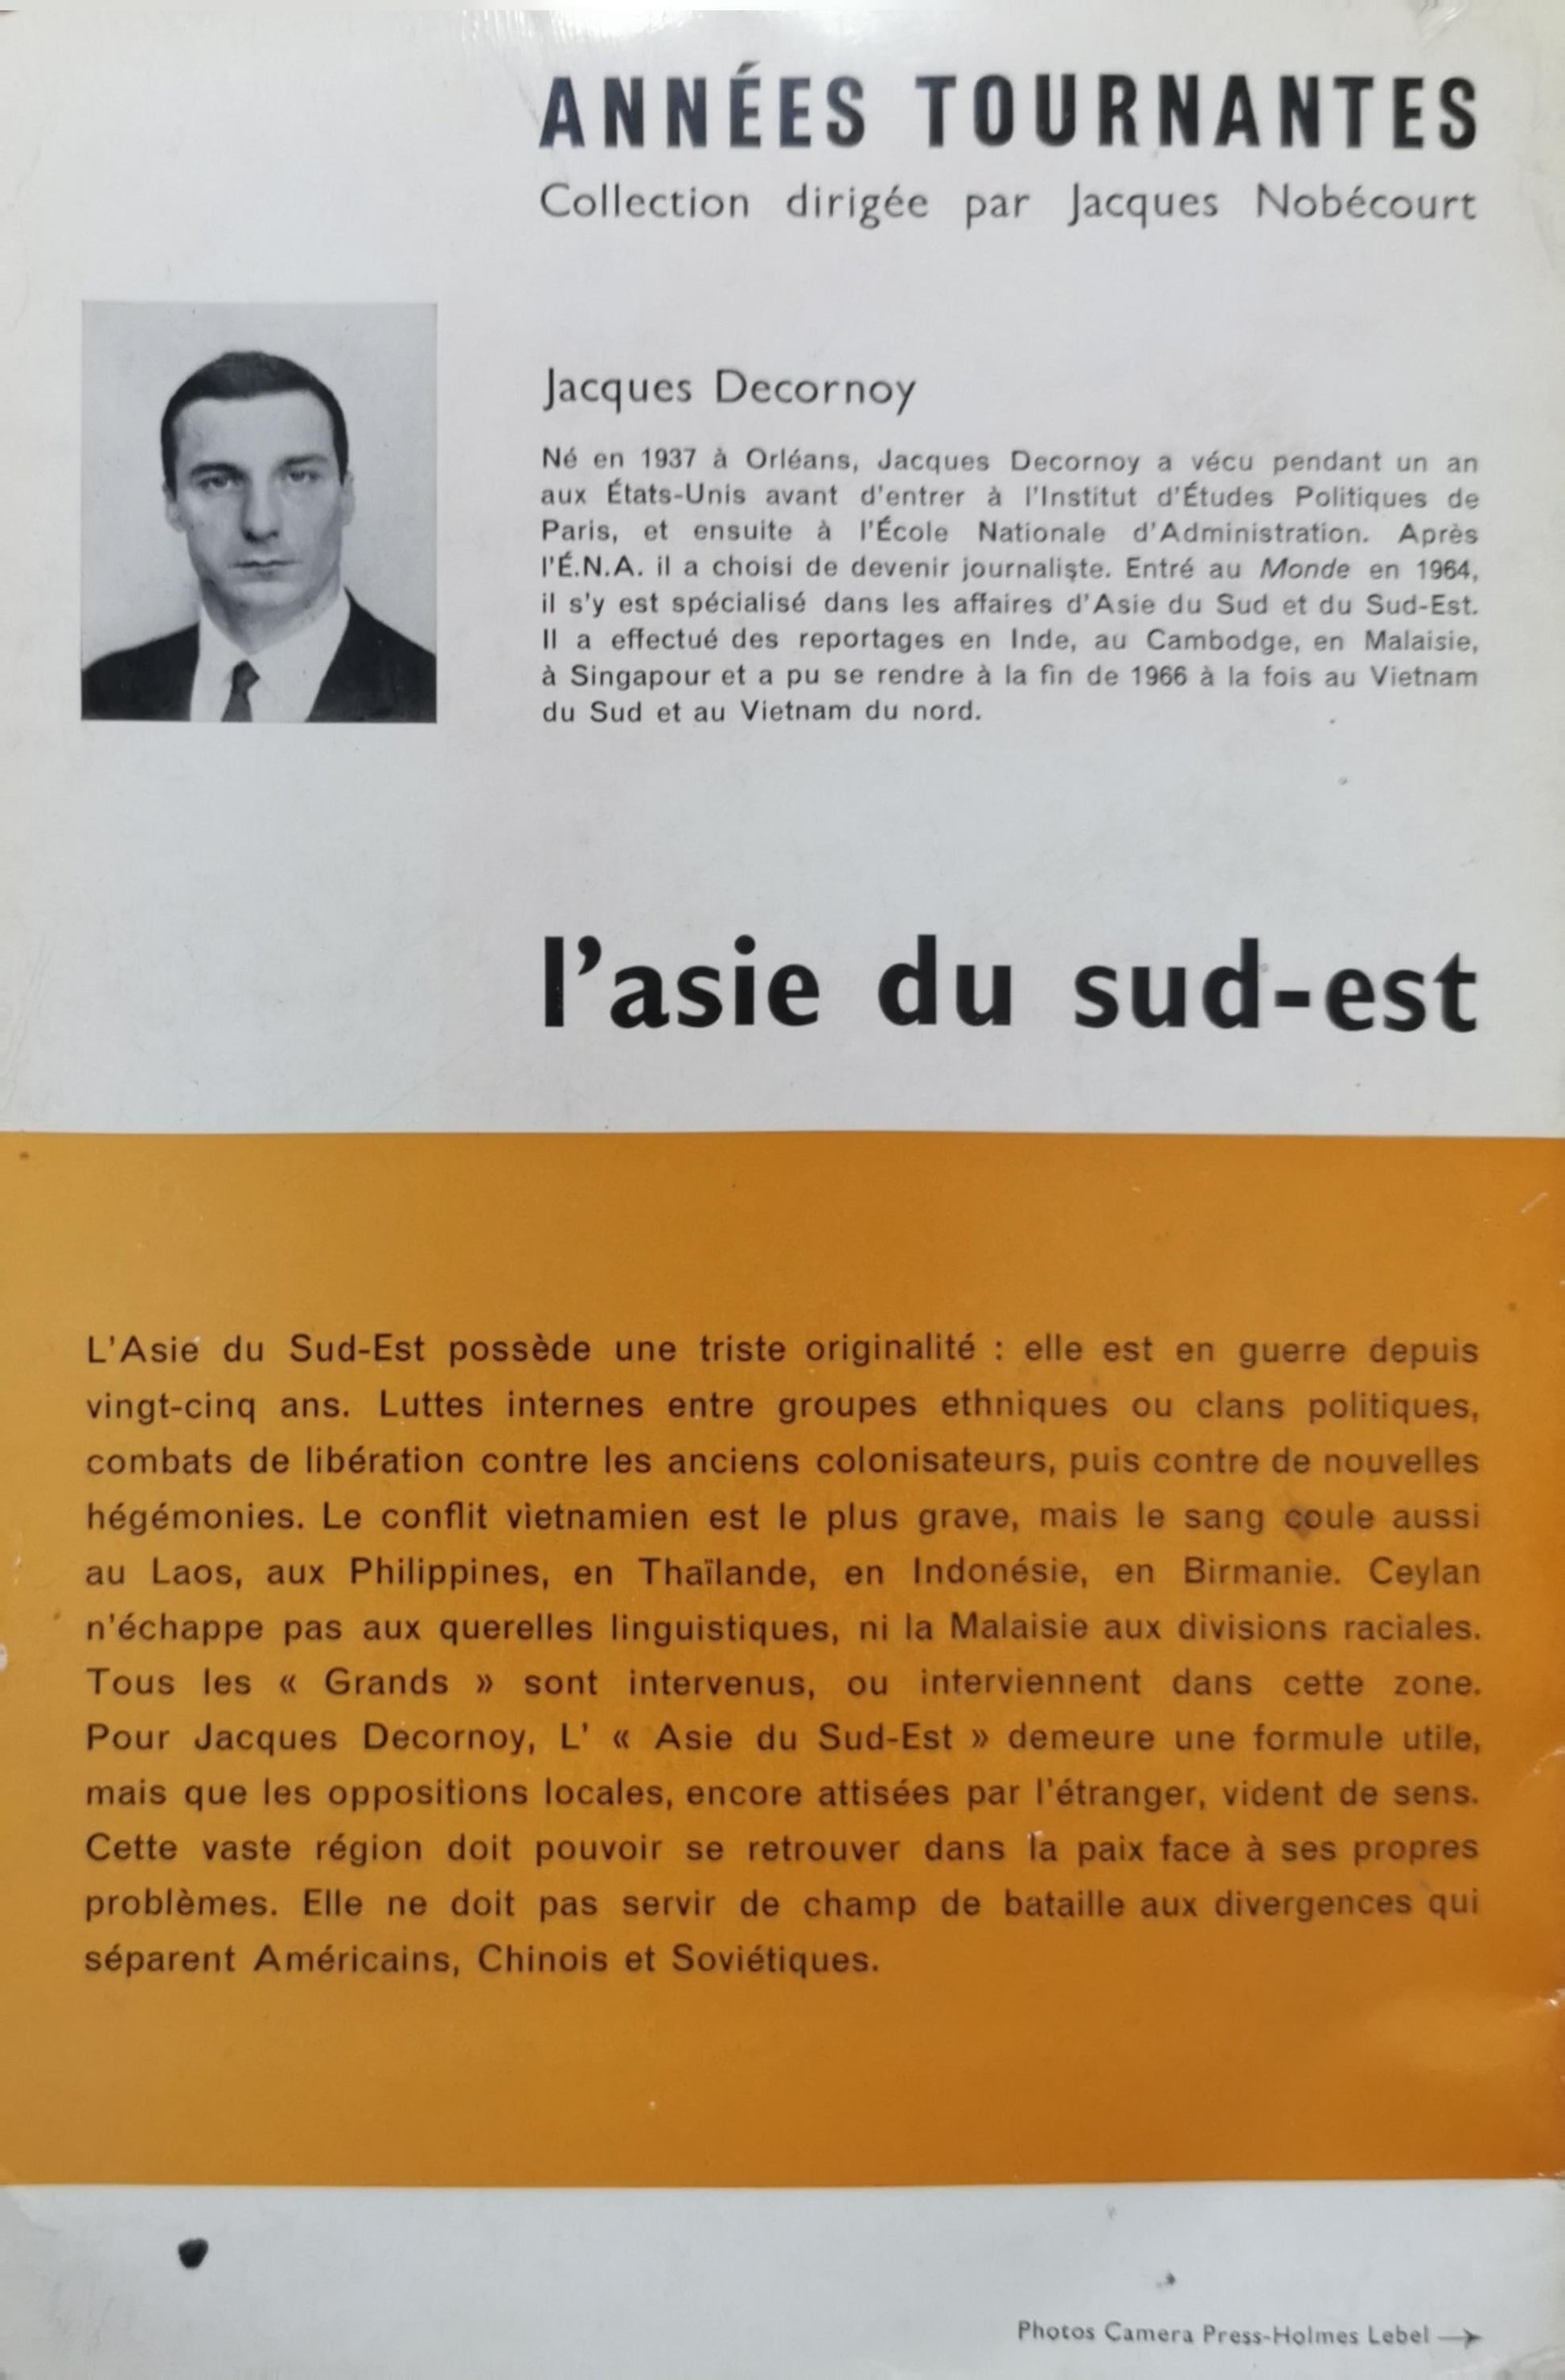 ANNÉES TOURNANTES
Collection dirigée par Jacques Nobécourt
Jacques Decornoy
Né en 1937 à Orléans, Jacques Decornoy a vécu pendant un an
aux États-Unis avant d'entrer à l'Institut d'Études Politiques de
Paris, et ensuite à l'École Nationale d'Administration. Après
l'É.N.A. il a choisi de devenir journaliste. Entré au Monde en 1964,
il s'y est spécialisé dans les affaires d'Asie du Sud et du Sud-Est.
Il a effectué des reportages en Inde, au Cambodge, en Malaisie,
à Singapour et a pu se rendre à la fin de 1966 à la fois au Vietnam
du Sud et au Vietnam du nord.
l'asie du sud-est
L'Asie du Sud-Est possède une triste originalité : elle est en guerre depuis
vingt-cinq ans. Luttes internes entre groupes ethniques ou clans politiques,
combats de libération contre les anciens colonisateurs, puis contre de nouvelles
hégémonies. Le conflit vietnamien est le plus grave, mais le sang coule aussi
au Laos, aux Philippines, en Thaïlande, en Indonésie, en Birmanie. Ceylan
n'échappe pas aux querelles linguistiques, ni la Malaisie aux divisions raciales.
Tous les « Grands » sont intervenus, ou interviennent dans cette zone.
Pour Jacques Decornoy, L' « Asie du Sud-Est » demeure une formule utile,
mais que les oppositions locales, encore attisées par l'étranger, vident de sens.
Cette vaste région doit pouvoir se retrouver dans la paix face à ses propres
problèmes. Elle ne doit pas servir de champ de bataille aux divergences qui
séparent Américains, Chinois et Soviétiques.
Photos Camera Press-Holmes Lebel →